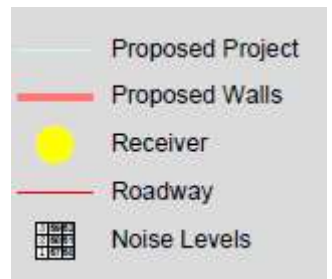 Proposed Project
Proposed Walls
Receiver
Roadway
Noise Levels